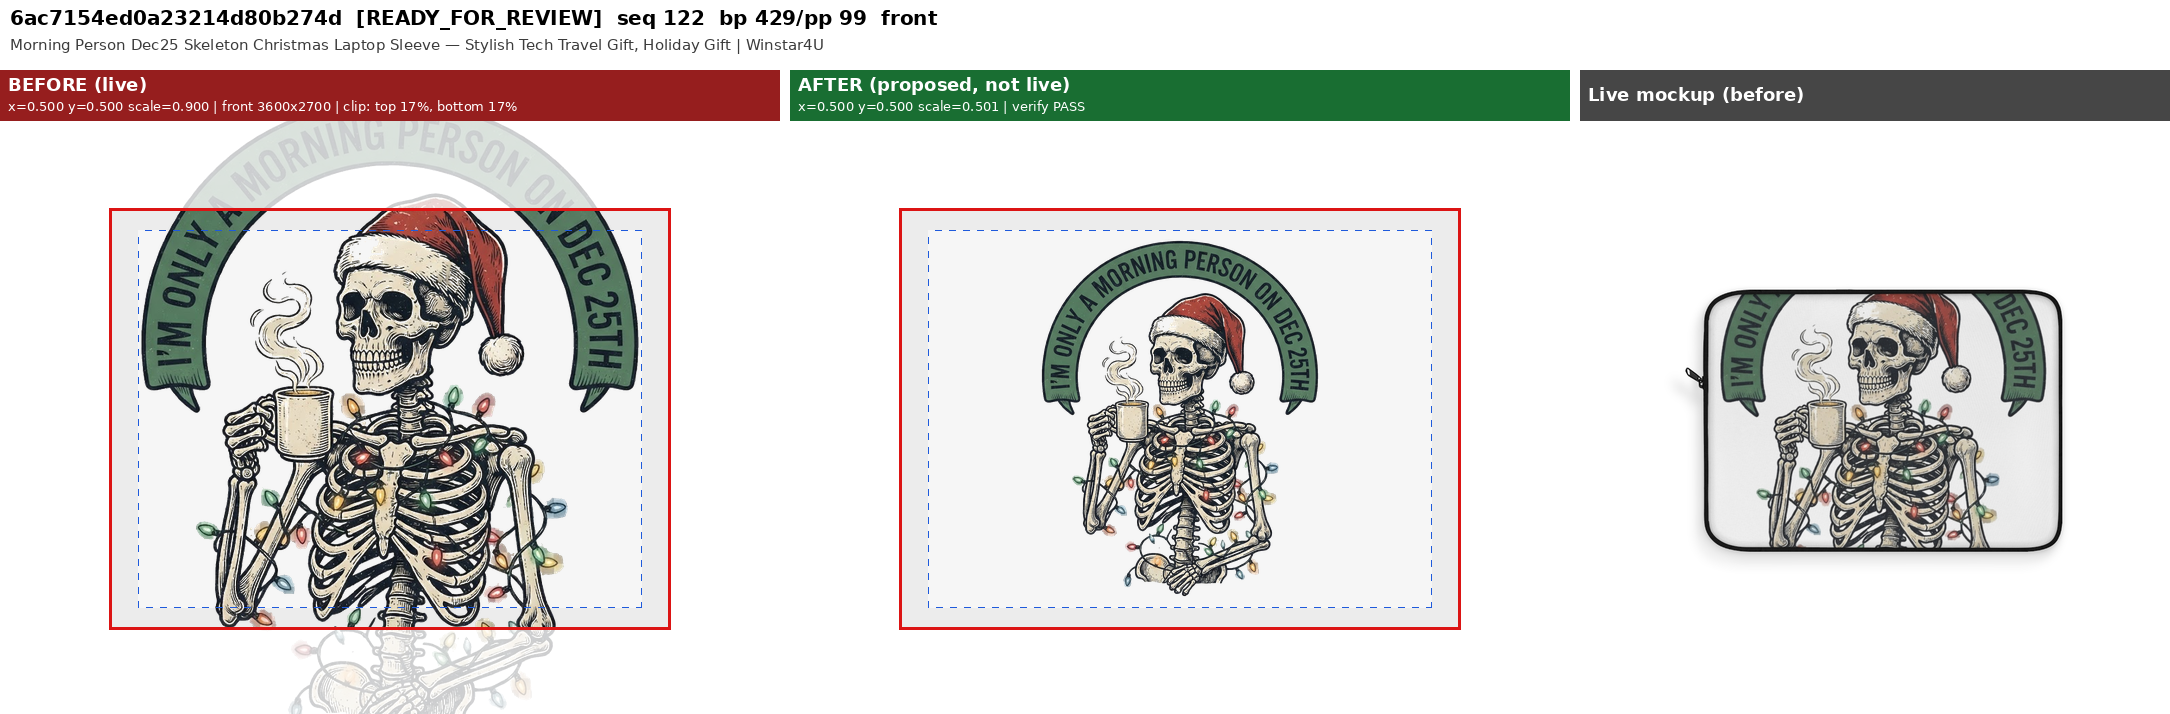 6ac7154ed0a23214d80b274d  [READY_FOR_REVIEW]  seq 122  bp 429/pp 99  front
Morning Person Dec25 Skeleton Christmas Laptop Sleeve — Stylish Tech Travel Gift, Holiday Gift | Winstar4U
BEFORE (live)
x=0.500 y=0.500 scale=0.900 | front 3600x2700 | clip: top 17%, bottom 17%
AFTER (proposed, not live)
x=0.500 y=0.500 scale=0.501 | verify PASS
Live mockup (before)
I'M ONLY A MORNING PERSON ON DEC 25TH
I'M ONLY A MORNING PERSON ON DEC 25TH
I'M ONLY DEC 25TH